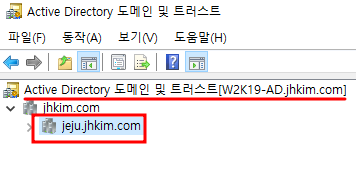 Active Directory 도메인 및 트러스트
파일(F) 동작(A) 보기(V) 도움말(H)
Active Directory 도메인 및 트러스트[W2K19-AD.jhkim.com]
jhkim.com
jeju.jhkim.com